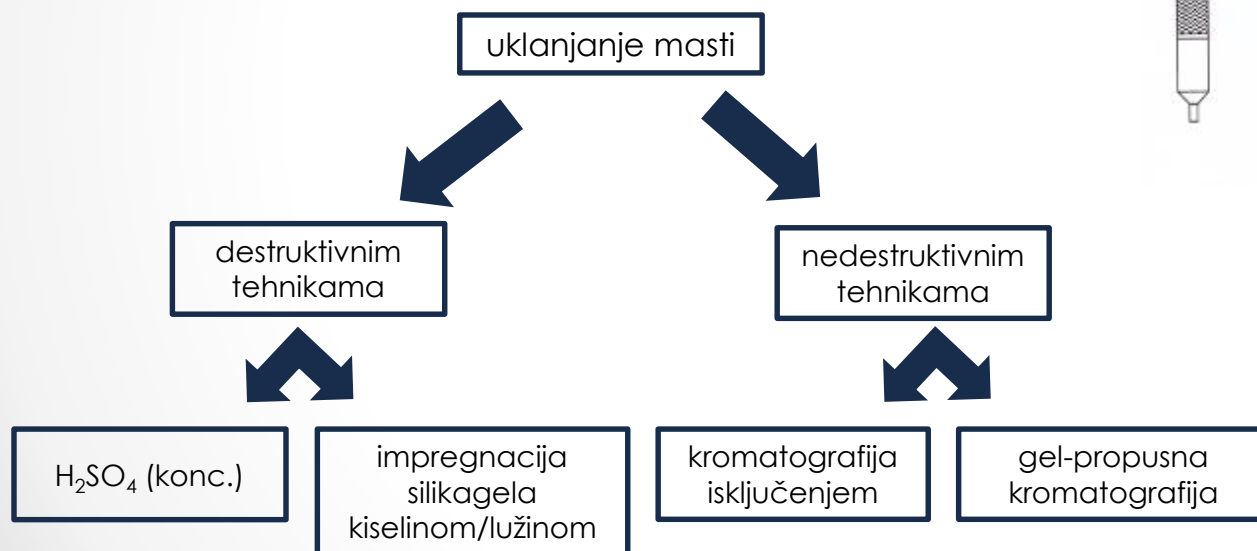 uklanjanje masti
destruktivnim
tehnikama
nedestruktivnim
tehnikama
H₂SO₄ (konc.)
impregnacija
silikagela
kiselinom/lužinom
kromatografija
isključenjem
gel-propusna
kromatografija